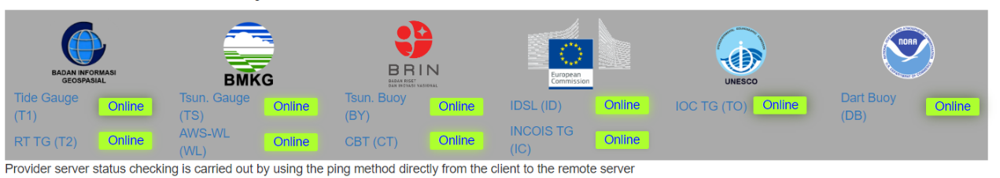 BADAN INFORMASI
GEOSPASIAL
BMKG
BRIN
BADAN RISET
DAN INOVASI NASIONAL
European
Commission
UNESCO
NOAA
Tide Gauge
(T1)
Online
Tsun. Gauge
(TS)
Online
Tsun. Buoy
(BY)
Online
IDSL (ID)
Online
IOC TG (TO)
Online
Dart Buoy
(DB)
Online
RT TG (T2)
Online
AWS-WL
(WL)
Online
CBT (CT)
Online
INCOIS TG
(IC)
Online
Provider server status checking is carried out by using the ping method directly from the client to the remote server